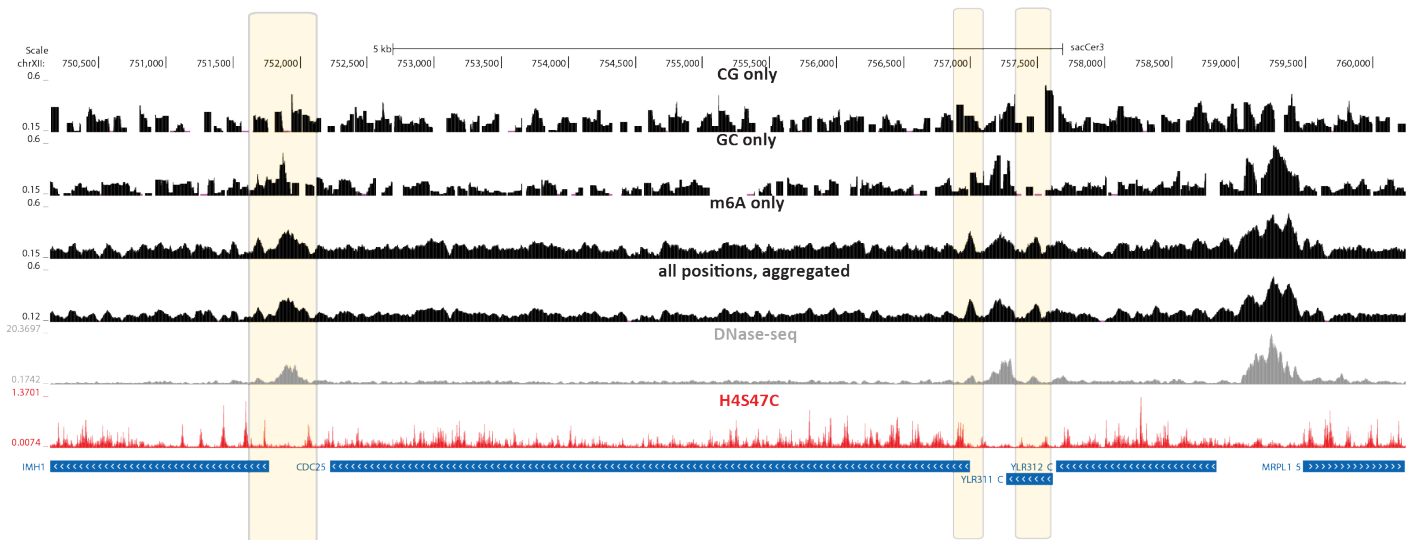 5 kb sacCer3
Scale
chrXII: 750,500 751,000 751,500 752,000 752,500 753,000 753,500 754,000 754,500 755,000 755,500 756,000 756,500 757,000 757,500 758,000 758,500 759,000 759,500 760,000
0.6 _ CG only
0.15 _
0.6 _ GC only
0.15 _
0.6 _ m6A only
0.15 _
0.6 _ all positions, aggregated
0.12 _
20.3697 _ DNase-seq
0.1742 _
1.3701 _ H4S47C
0.0074 _
IMH1 CDC25 YLR312 C MRPL1 5
YLR311 C